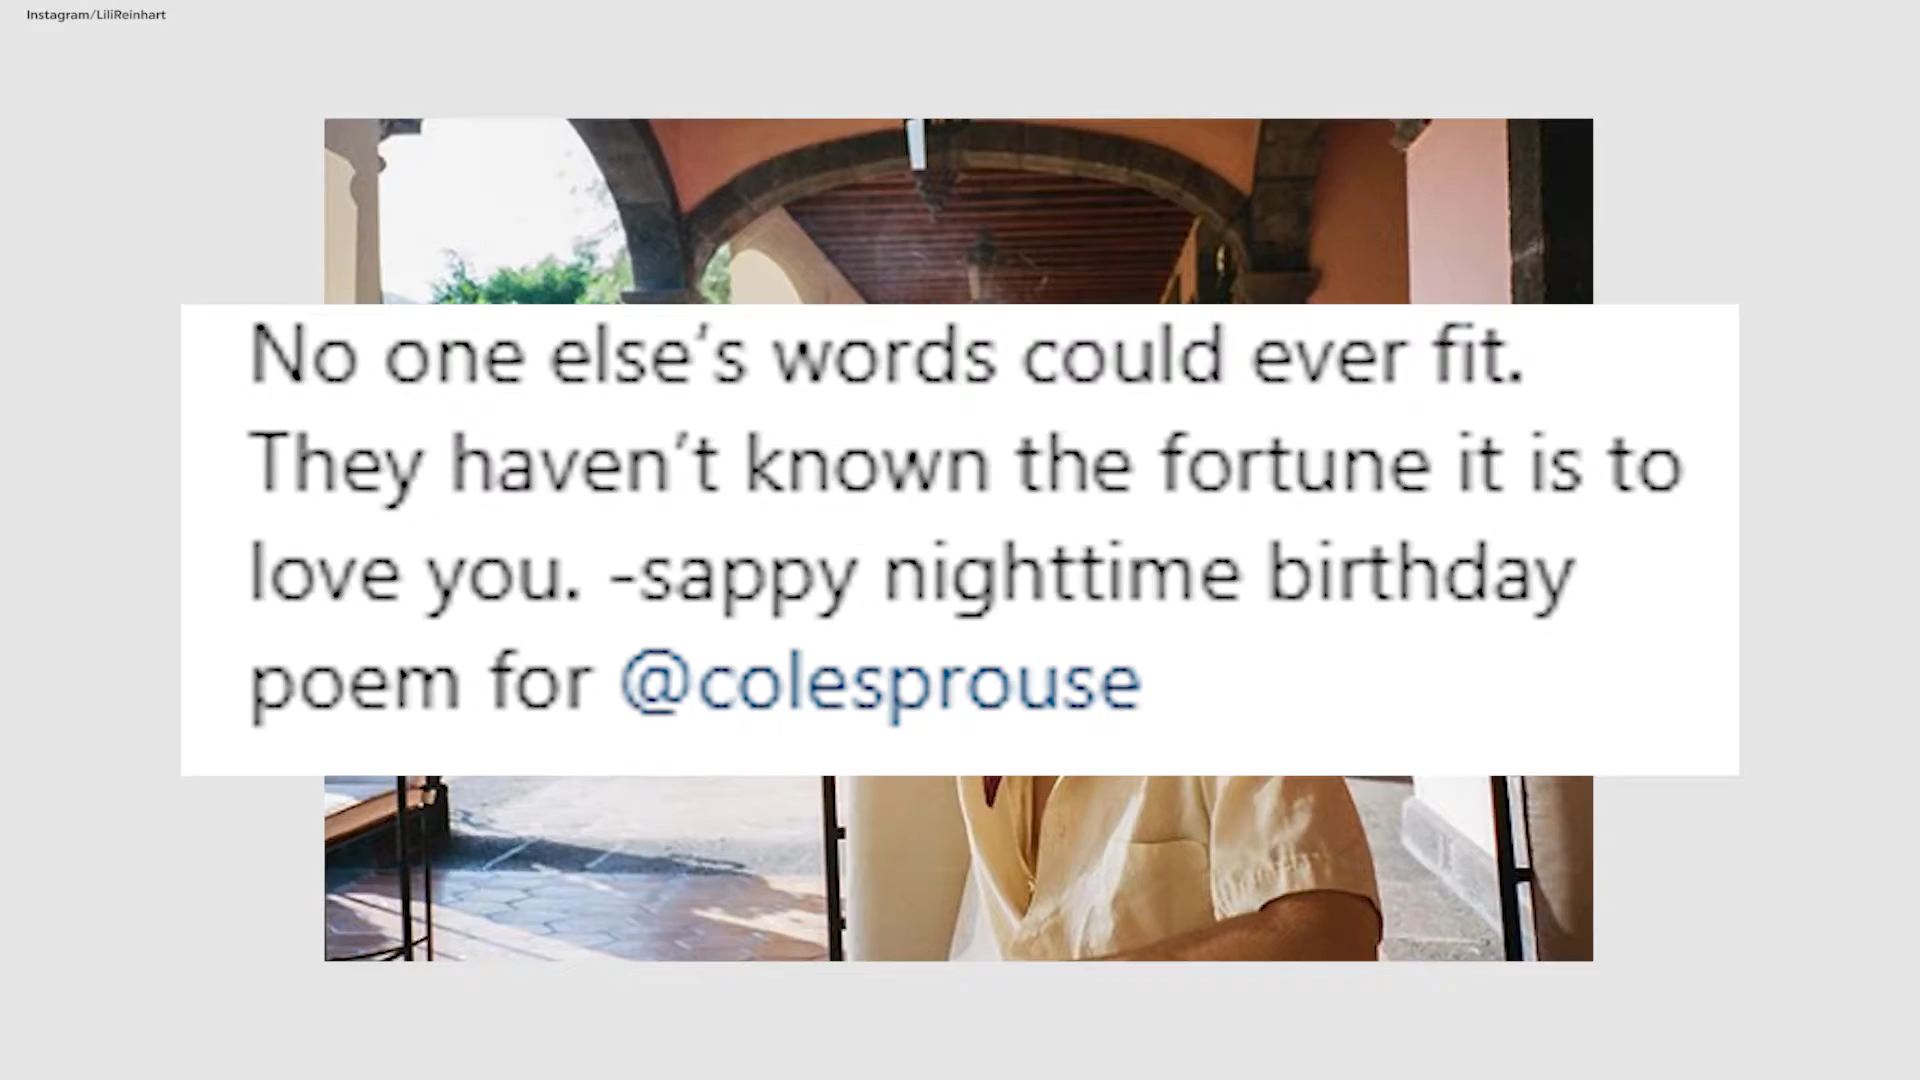 Instagram/LiliReinhart
No one else's words could ever fit.
They haven't known the fortune it is to
love you. -sappy nighttime birthday
poem for @colesprouse